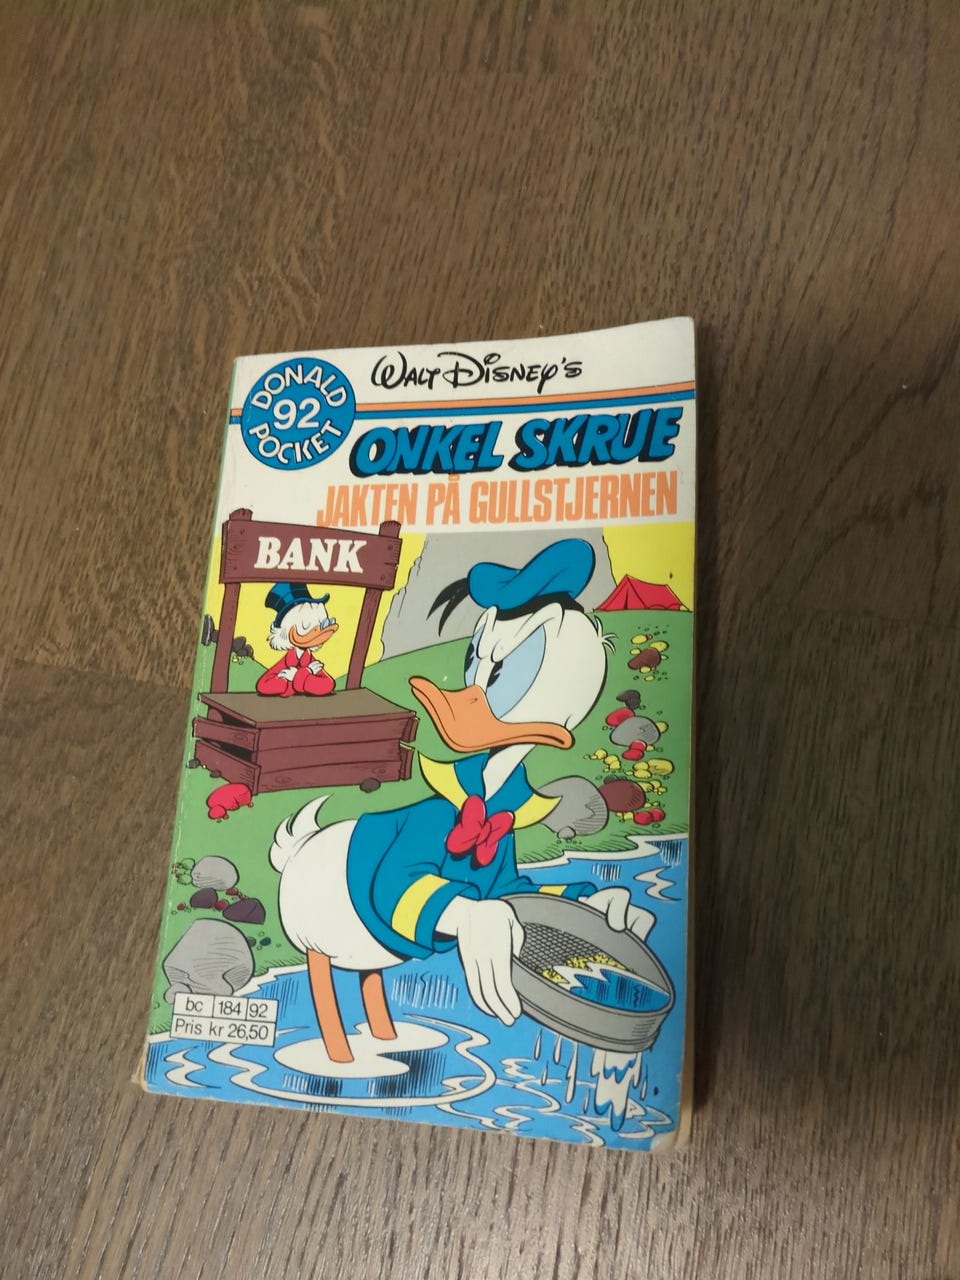 WALT DISNEY'S
DONALD
92
POCKET
ONKEL SKRUE
JAKTEN PÅ GULLSTJERNEN
BANK
bc 184 92
Pris kr 26,50